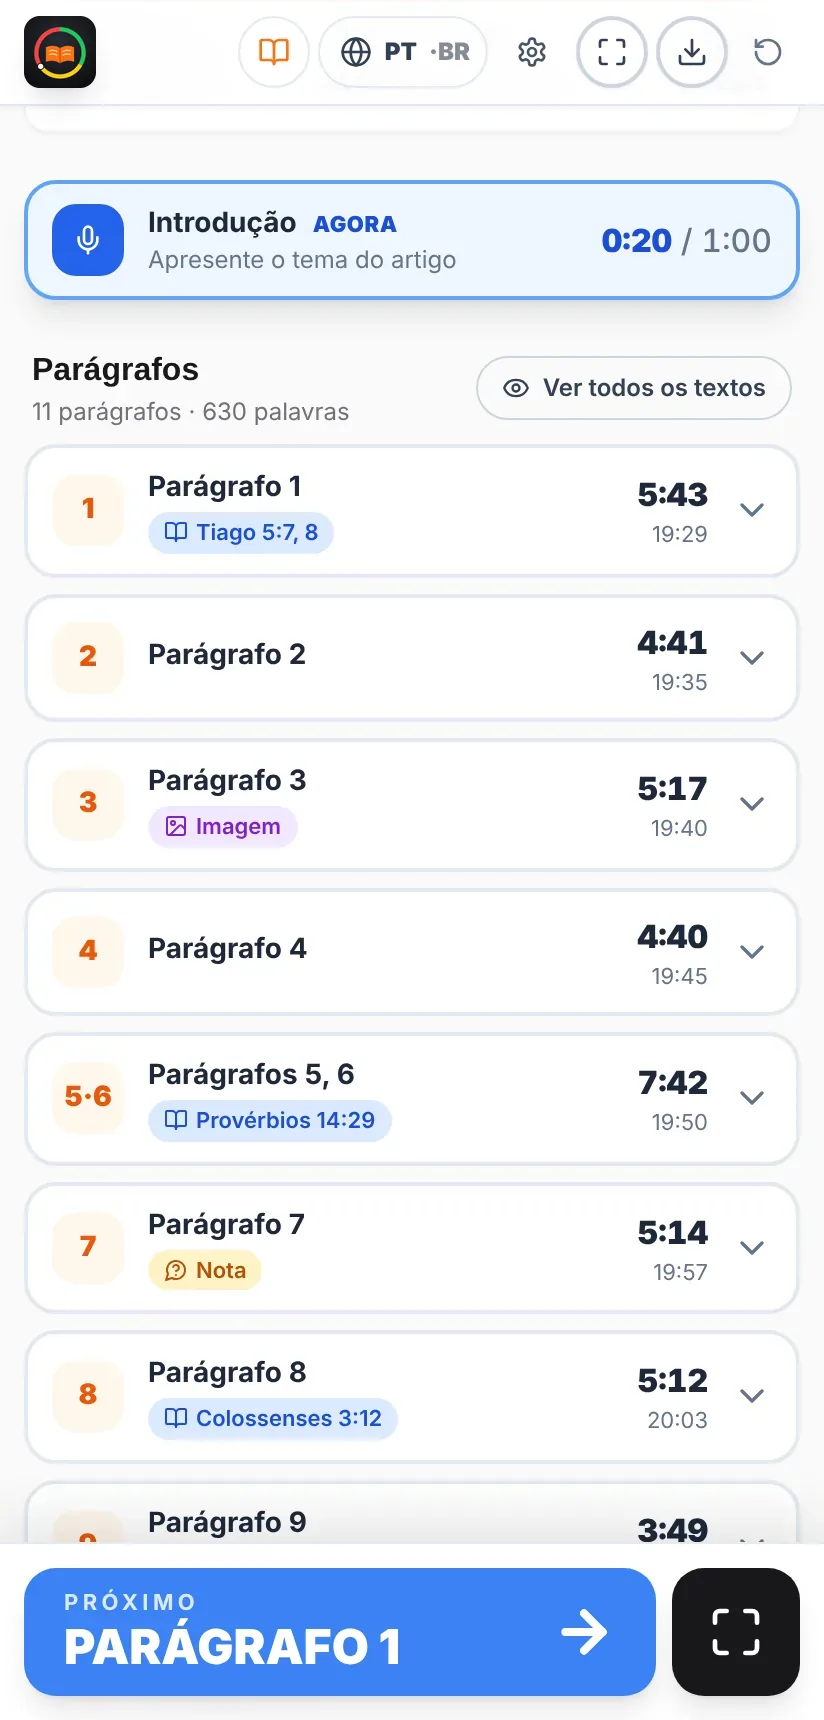 PT ·BR
Introdução AGORA
Apresente o tema do artigo
0:20 / 1:00
Parágrafos
11 parágrafos · 630 palavras
Ver todos os textos
1
Parágrafo 1
Tiago 5:7, 8
5:43
19:29
2
Parágrafo 2
4:41
19:35
3
Parágrafo 3
Imagem
5:17
19:40
4
Parágrafo 4
4:40
19:45
5·6
Parágrafos 5, 6
Provérbios 14:29
7:42
19:50
7
Parágrafo 7
Nota
5:14
19:57
8
Parágrafo 8
Colossenses 3:12
5:12
20:03
9
Parágrafo 9
3:49
PRÓXIMO
PARÁGRAFO 1